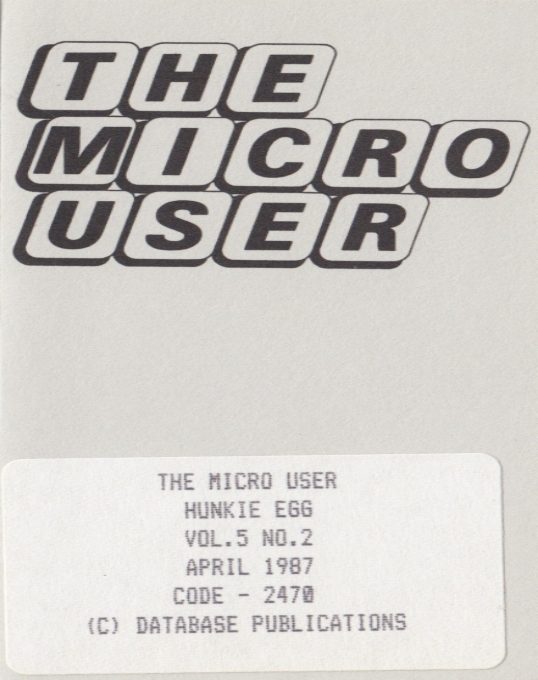 THE
MICRO
USER
THE MICRO USER
HUNKIE EGG
VOL.5 NO.2
APRIL 1987
CODE - 2470
(C) DATABASE PUBLICATIONS